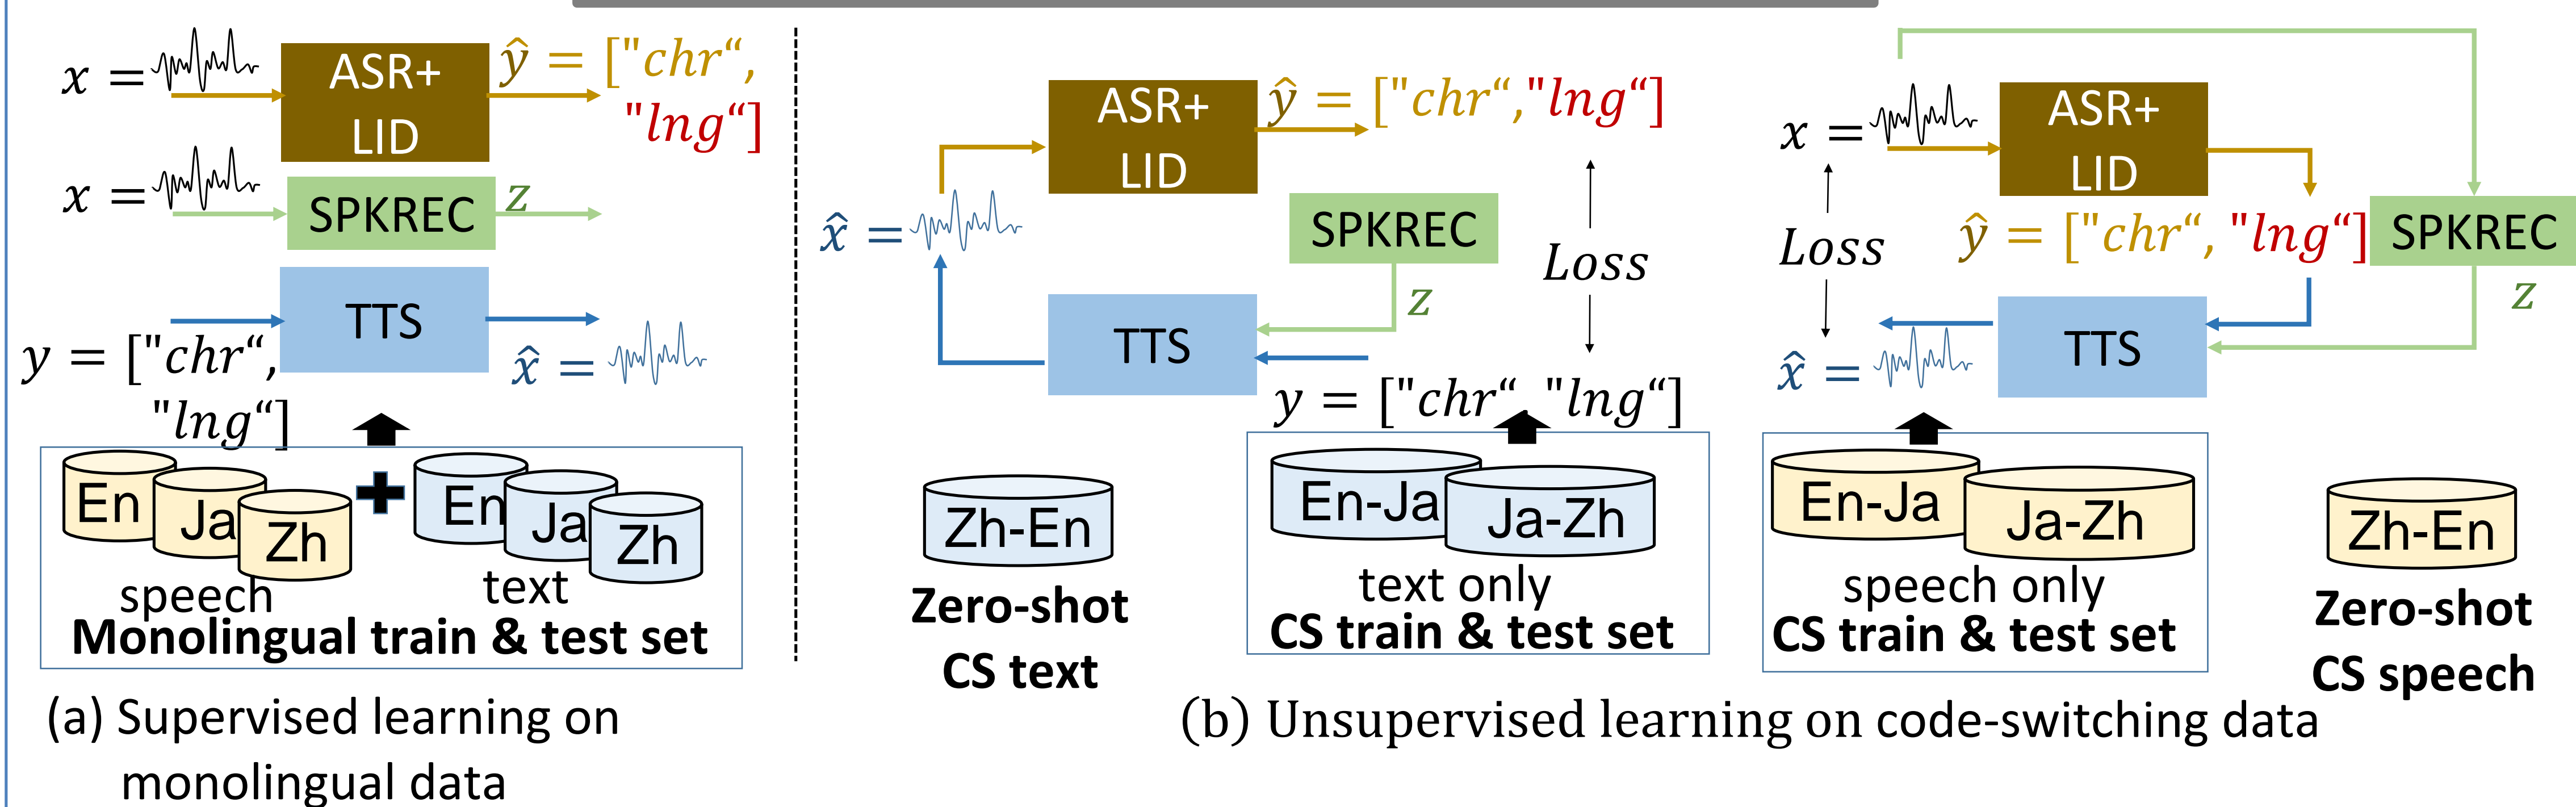 x =
ASR+
LID
ŷ = ["chr“,
"lng“]
x =
SPKREC
z
TTS
y = ["chr“,
"lng“]
x̂ =
En
Ja
Zh
En
Ja
Zh
speech
text
Monolingual train & test set
(a) Supervised learning on
monolingual data
ASR+
LID
ŷ = ["chr“,"lng“]
x̂ =
SPKREC
Loss
z
TTS
y = ["chr“, "lng“]
Zh-En
Zero-shot
CS text
En-Ja
Ja-Zh
text only
CS train & test set
x =
ASR+
LID
Loss
ŷ = ["chr“, "lng“]
SPKREC
z
TTS
x̂ =
En-Ja
Ja-Zh
speech only
CS train & test set
Zh-En
Zero-shot
CS speech
(b) Unsupervised learning on code-switching data